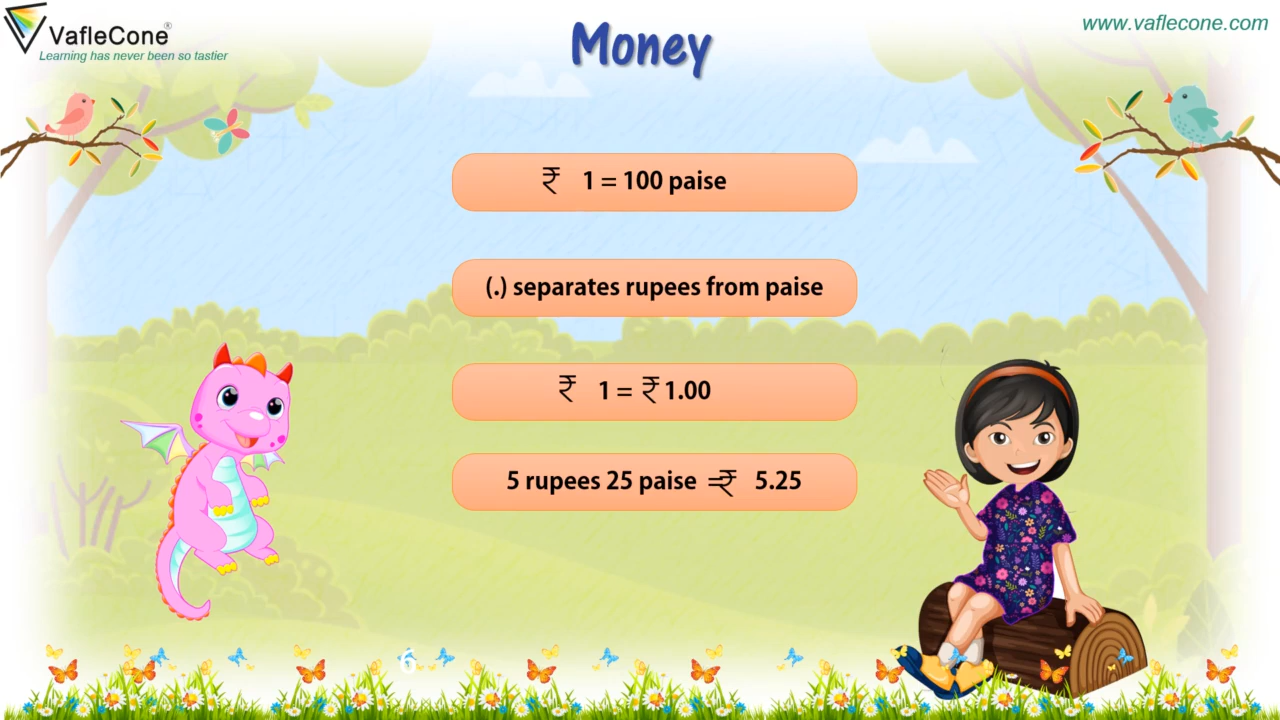 VafleCone®
Learning has never been so tastier
www.vaflecone.com
Money
₹ 1 = 100 paise
(.) separates rupees from paise
₹ 1 = ₹ 1.00
5 rupees 25 paise =₹ 5.25
6